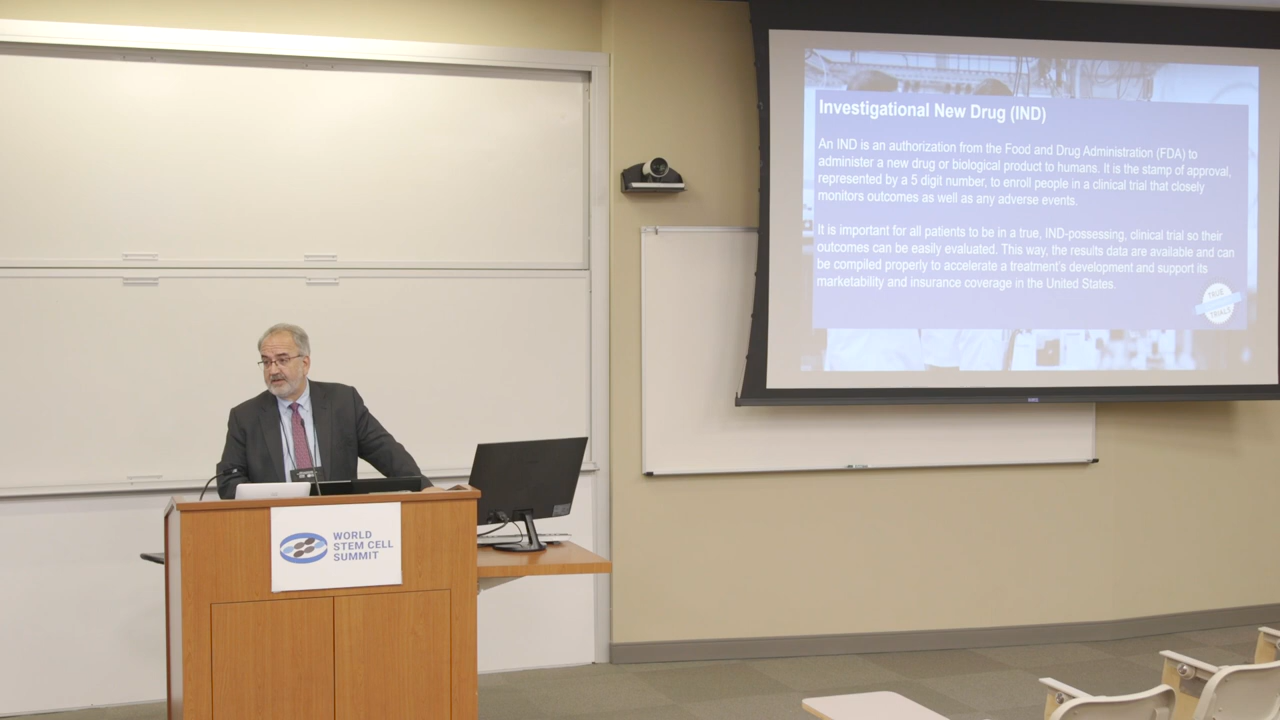 Investigational New Drug (IND)
An IND is an authorization from the Food and Drug Administration (FDA) to
administer a new drug or biological product to humans. It is the stamp of approval,
represented by a 5 digit number, to enroll people in a clinical trial that closely
monitors outcomes as well as any adverse events.
It is important for all patients to be in a true, IND-possessing, clinical trial so their
outcomes can be easily evaluated. This way, the results data are available and can
be compiled properly to accelerate a treatment's development and support its
marketability and insurance coverage in the United States.
TRUE
TRIALS
WORLD
STEM CELL
SUMMIT